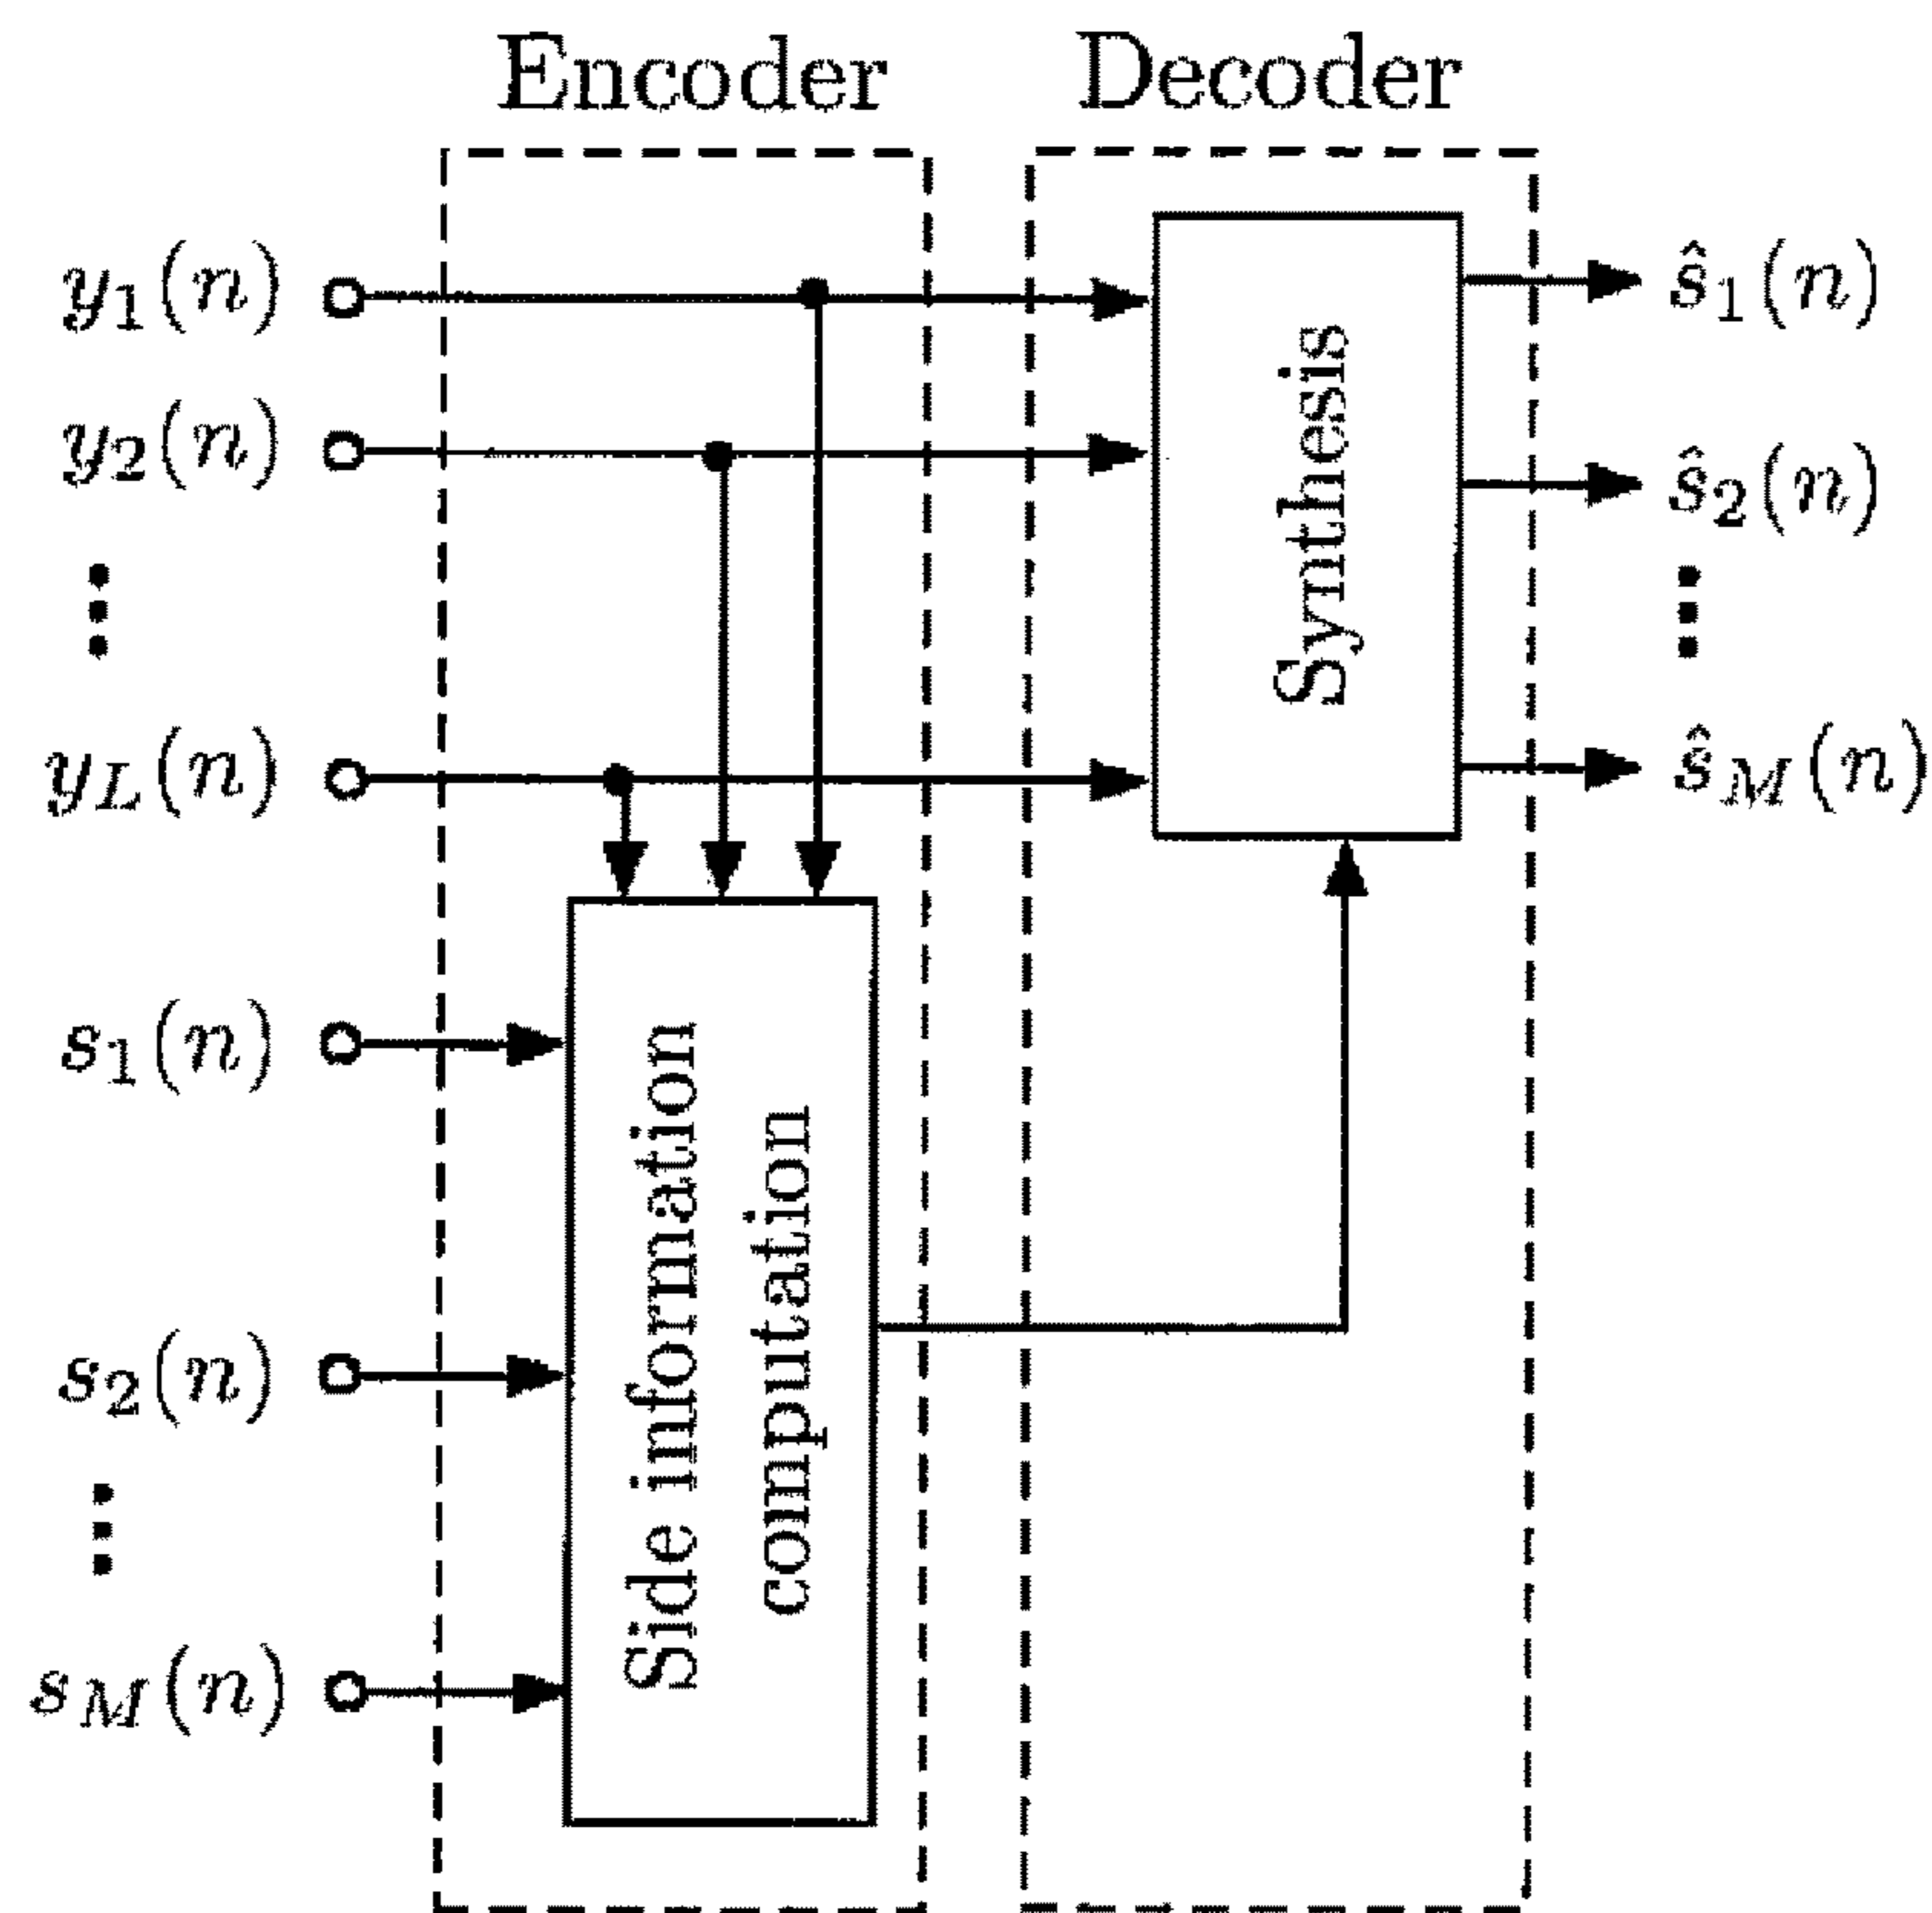 Encoder
Decoder
y₁(n)
y₂(n)
⋮
y_L(n)
s₁(n)
s₂(n)
⋮
s_M(n)
Side information
computation
Synthesis
ŝ₁(n)
ŝ₂(n)
⋮
ŝ_M(n)